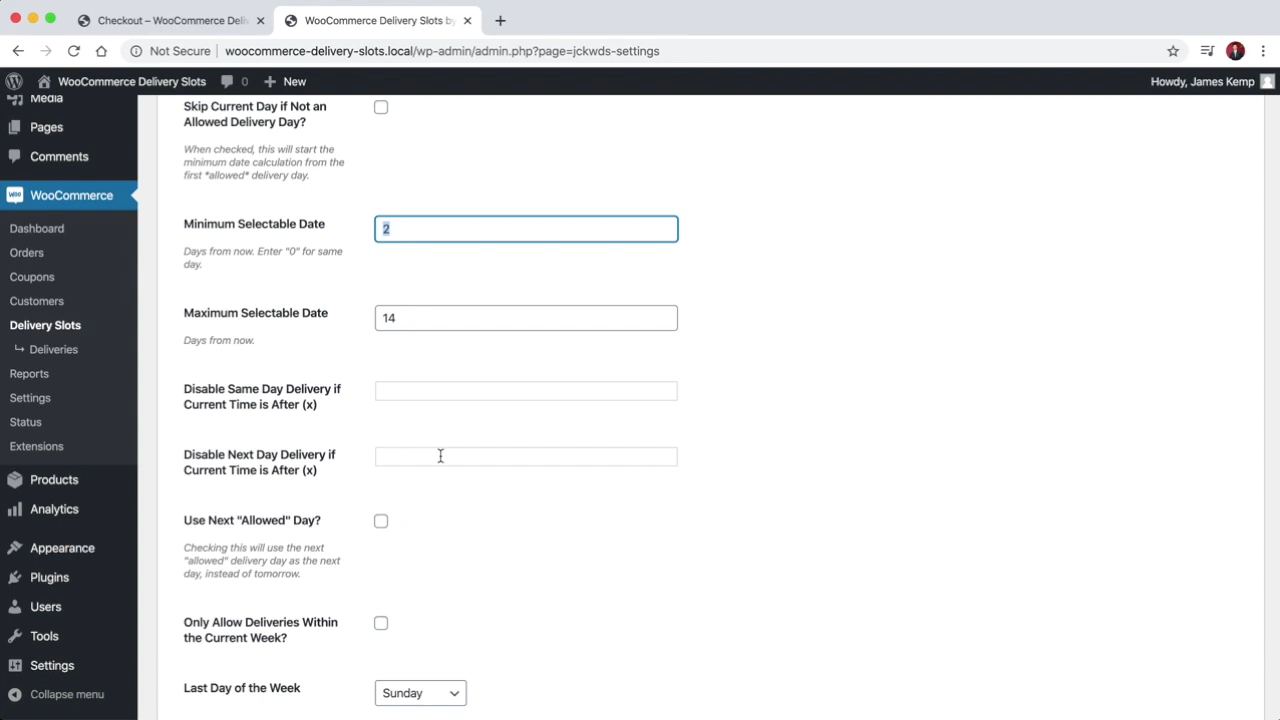 Checkout – WooCommerce Deli
WooCommerce Delivery Slots by
Not Secure
woocommerce-delivery-slots.local/wp-admin/admin.php?page=jckwds-settings
WooCommerce Delivery Slots
0
New
Howdy, James Kemp
Media
Pages
Comments
WooCommerce
Dashboard
Orders
Coupons
Customers
Delivery Slots
Deliveries
Reports
Settings
Status
Extensions
Products
Analytics
Appearance
Plugins
Users
Tools
Settings
Collapse menu
Skip Current Day if Not an
Allowed Delivery Day?
When checked, this will start the
minimum date calculation from the
first *allowed* delivery day.
Minimum Selectable Date
2
Days from now. Enter "0" for same
day.
Maximum Selectable Date
14
Days from now.
Disable Same Day Delivery if
Current Time is After (x)
Disable Next Day Delivery if
Current Time is After (x)
Use Next "Allowed" Day?
Checking this will use the next
"allowed" delivery day as the next
day, instead of tomorrow.
Only Allow Deliveries Within
the Current Week?
Last Day of the Week
Sunday